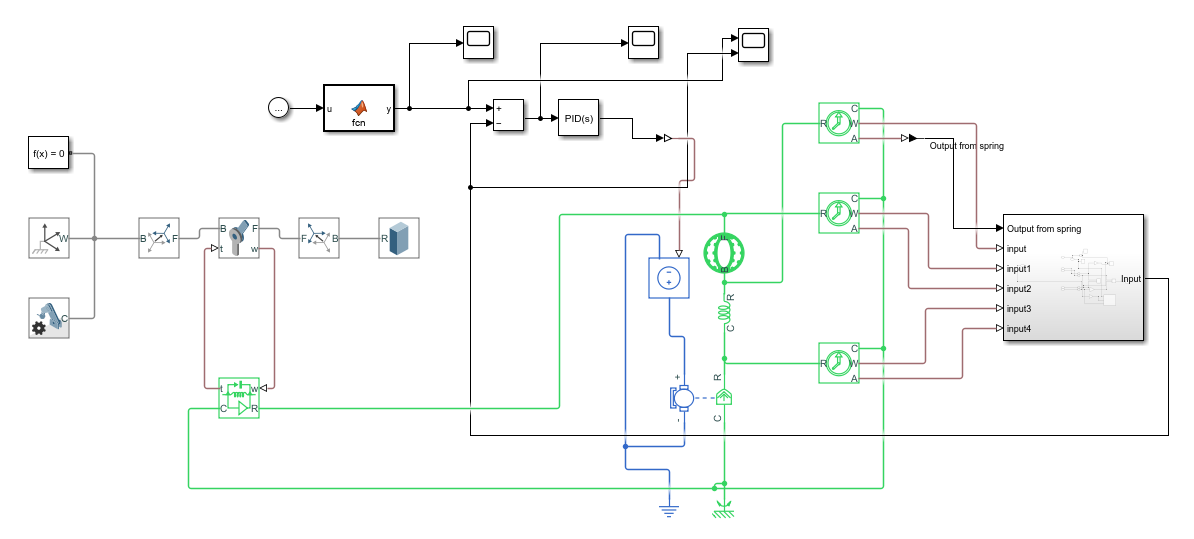 ...
u
fcn
y
+
−
PID(s)
f(x) = 0
W
B
F
B
F
t
w
F
B
R
C
t
w
C
R
−
+
F
B
R
C
+
-
R
C
R
C
W
A
R
C
W
A
R
C
W
A
Output from spring
Output from spring
input
input1
input2
input3
input4
Input